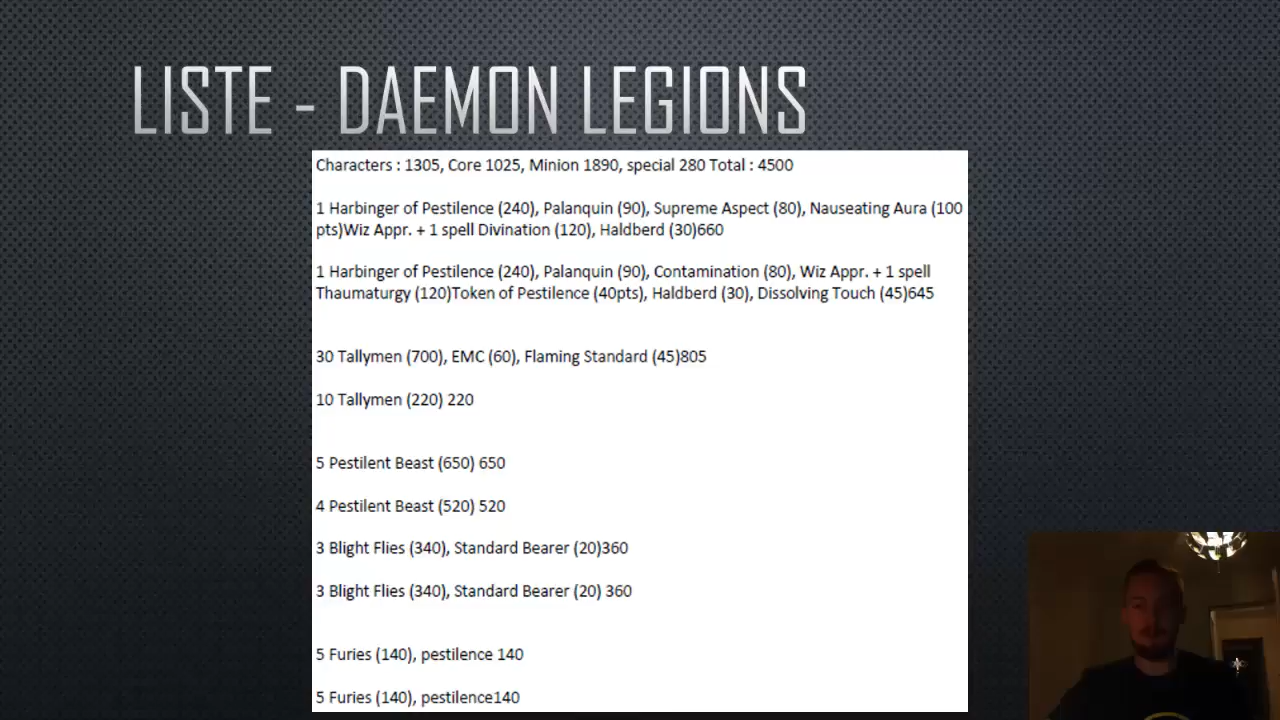 LISTE - DAEMON LEGIONS
Characters : 1305, Core 1025, Minion 1890, special 280 Total : 4500
1 Harbinger of Pestilence (240), Palanquin (90), Supreme Aspect (80), Nauseating Aura (100
pts)Wiz Appr. + 1 spell Divination (120), Haldberd (30)660
1 Harbinger of Pestilence (240), Palanquin (90), Contamination (80), Wiz Appr. + 1 spell
Thaumaturgy (120)Token of Pestilence (40pts), Haldberd (30), Dissolving Touch (45)645
30 Tallymen (700), EMC (60), Flaming Standard (45)805
10 Tallymen (220) 220
5 Pestilent Beast (650) 650
4 Pestilent Beast (520) 520
3 Blight Flies (340), Standard Bearer (20)360
3 Blight Flies (340), Standard Bearer (20) 360
5 Furies (140), pestilence 140
5 Furies (140), pestilence140